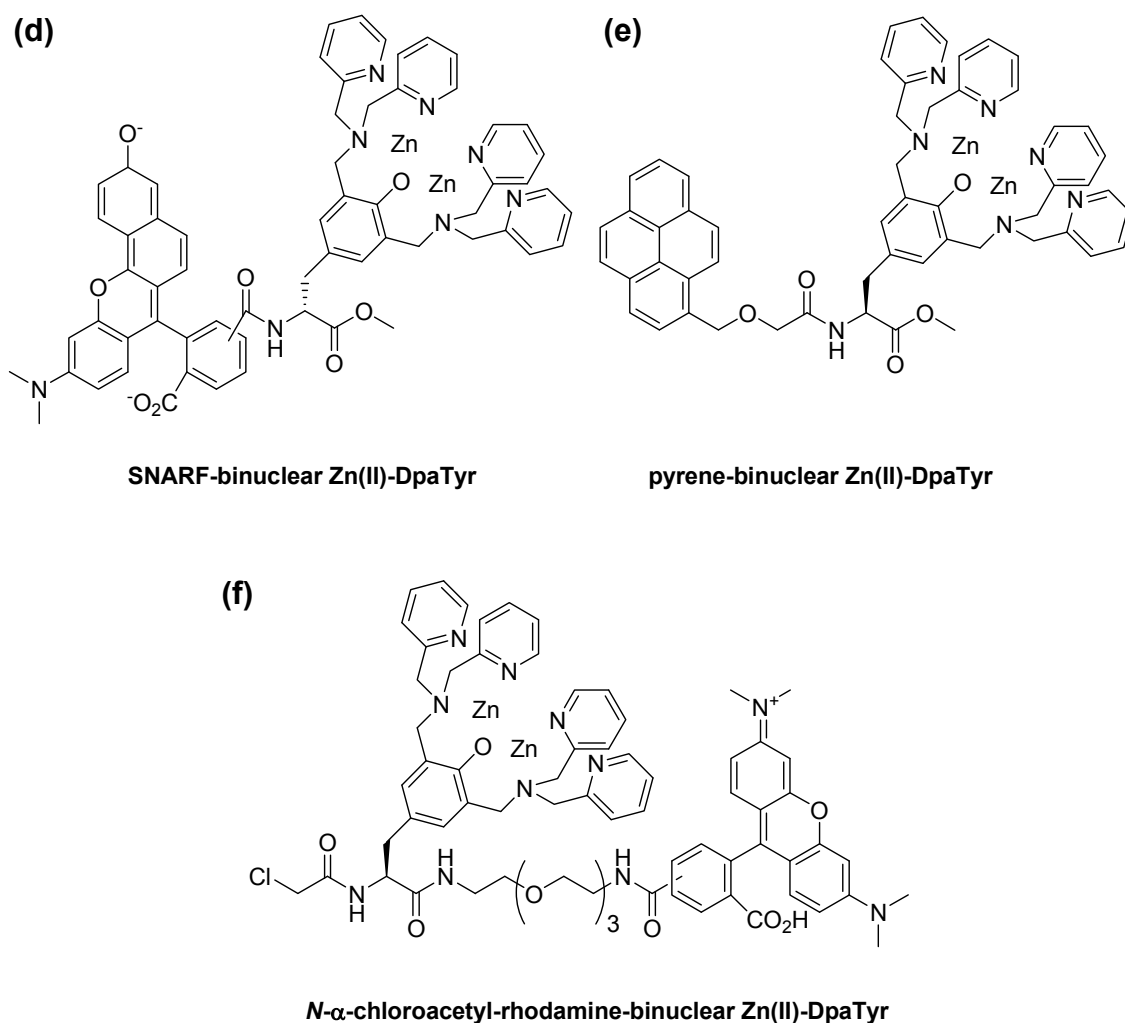 (d)
(e)
N
N
N
N
O-
N
Zn
N
Zn
N
N
O
Zn
N
O
Zn
N
N
N
N
O
O
N
H
O
O
O
O
N
H
O
O
N
-O2C
SNARF-binuclear Zn(II)-DpaTyr
pyrene-binuclear Zn(II)-DpaTyr
(f)
N
N
N
Zn
N
N+
O
Zn
N
N
O
O
Cl
N
H
H
N
O
O
3
H
N
O
CO2H
N
N-α-chloroacetyl-rhodamine-binuclear Zn(II)-DpaTyr